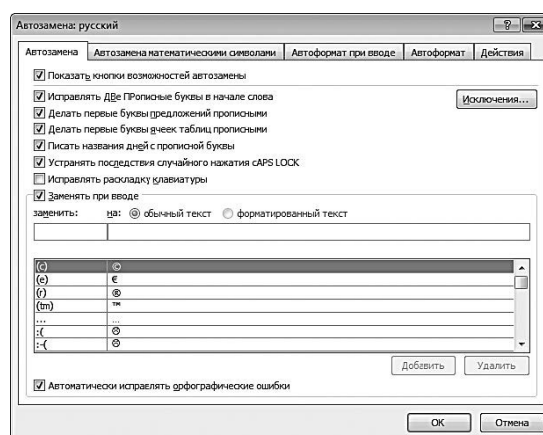 Автозамена: русский
Автозамена Автозамена математическими символами Автоформат при вводе Автоформат Действия
Показать кнопки возможностей автозамены
Исправлять ДВе ПРописные буквы в начале слова Исключения...
Делать первые буквы предложений прописными
Делать первые буквы ячеек таблиц прописными
Писать названия дней с прописной буквы
Устранять последствия случайного нажатия cAPS LOCK
Исправлять раскладку клавиатуры
Заменять при вводе
заменить: на: обычный текст форматированный текст
(c) ©
(e) €
(r) ®
(tm) ™
... …
:( ☹
:-( ☹
Добавить Удалить
Автоматически исправлять орфографические ошибки
ОК Отмена